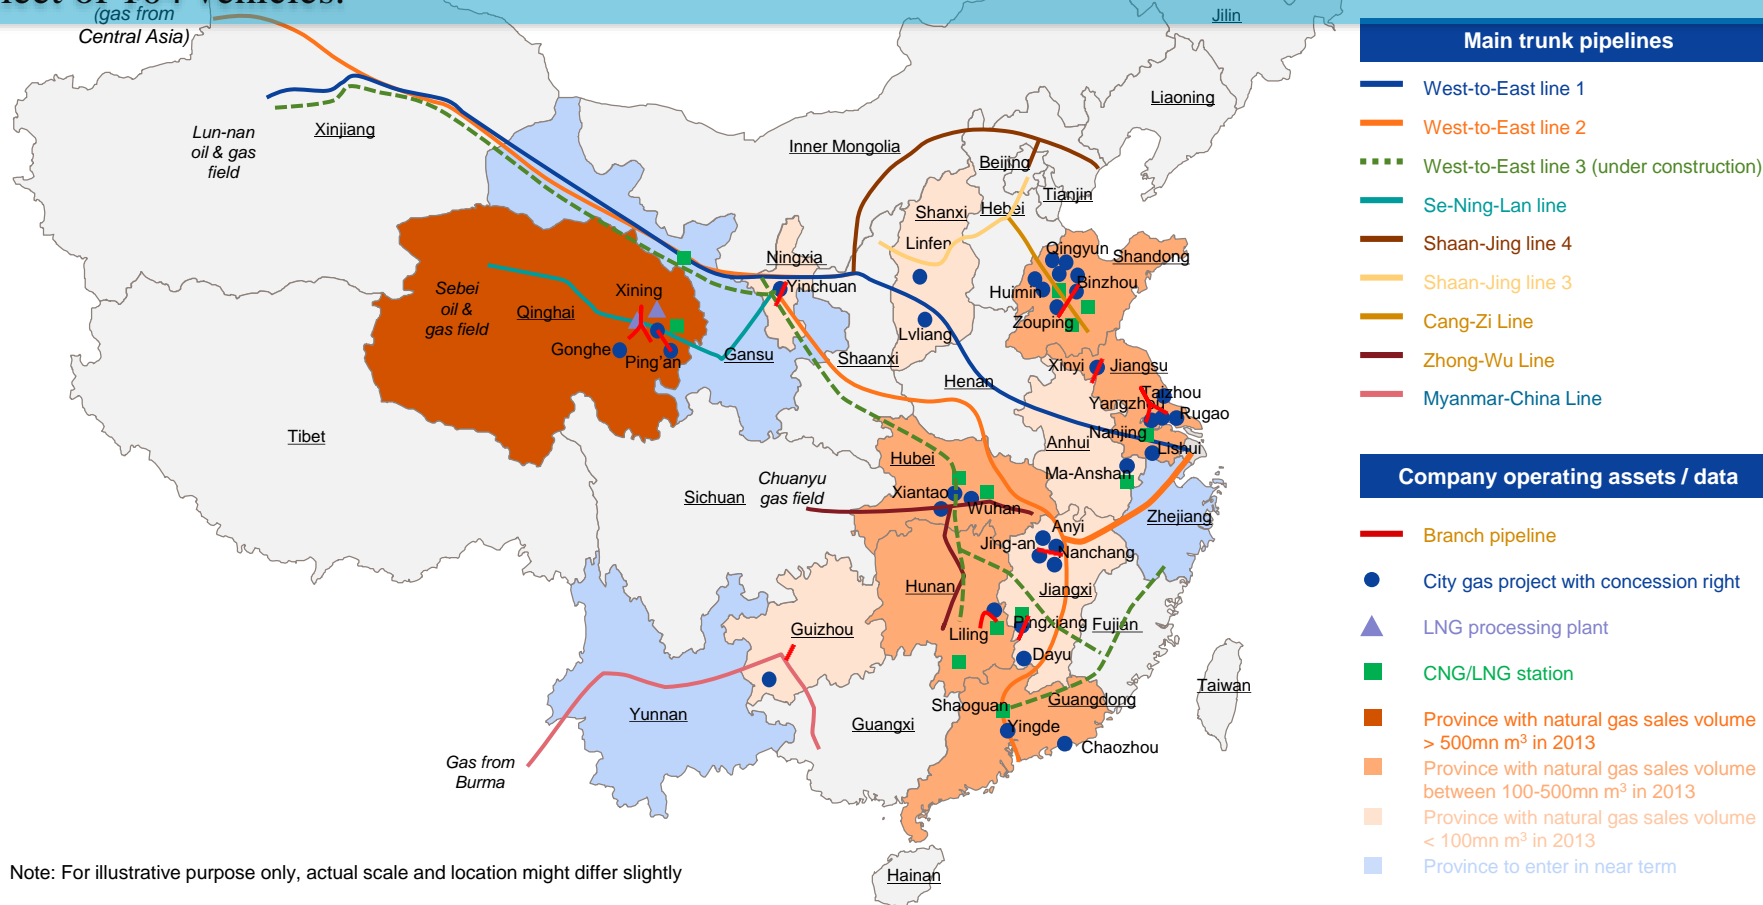 (gas from
Central Asia)
Jilin
Liaoning
Lun-nan
oil & gas
field
Xinjiang
Inner Mongolia
Beijing
Tianjin
Shanxi
Hebei
Linfen
Ningxia
Yinchuan
Qingyun
Shandong
Huimin
Binzhou
Zouping
Sebei
oil &
gas field
Xining
Qinghai
Gonghe
Ping'an
Gansu
Shaanxi
Lvliang
Henan
Xinyi
Jiangsu
Taizhou
Yangzhou
Rugao
Nanjing
Lishui
Tibet
Anhui
Ma-Anshan
Hubei
Chuanyu
gas field
Sichuan
Xiantao
Wuhan
Zhejiang
Anyi
Jing-an
Nanchang
Hunan
Jiangxi
Guizhou
Liling
Pingxiang
Fujian
Dayu
Taiwan
Yunnan
Guangxi
Shaoguan
Guangdong
Yingde
Chaozhou
Gas from
Burma
Hainan
Note: For illustrative purpose only, actual scale and location might differ slightly
Main trunk pipelines
West-to-East line 1
West-to-East line 2
West-to-East line 3 (under construction)
Se-Ning-Lan line
Shaan-Jing line 4
Shaan-Jing line 3
Cang-Zi Line
Zhong-Wu Line
Myanmar-China Line
Company operating assets / data
Branch pipeline
City gas project with concession right
LNG processing plant
CNG/LNG station
Province with natural gas sales volume
> 500mn m³ in 2013
Province with natural gas sales volume
between 100-500mn m³ in 2013
Province with natural gas sales volume
< 100mn m³ in 2013
Province to enter in near term